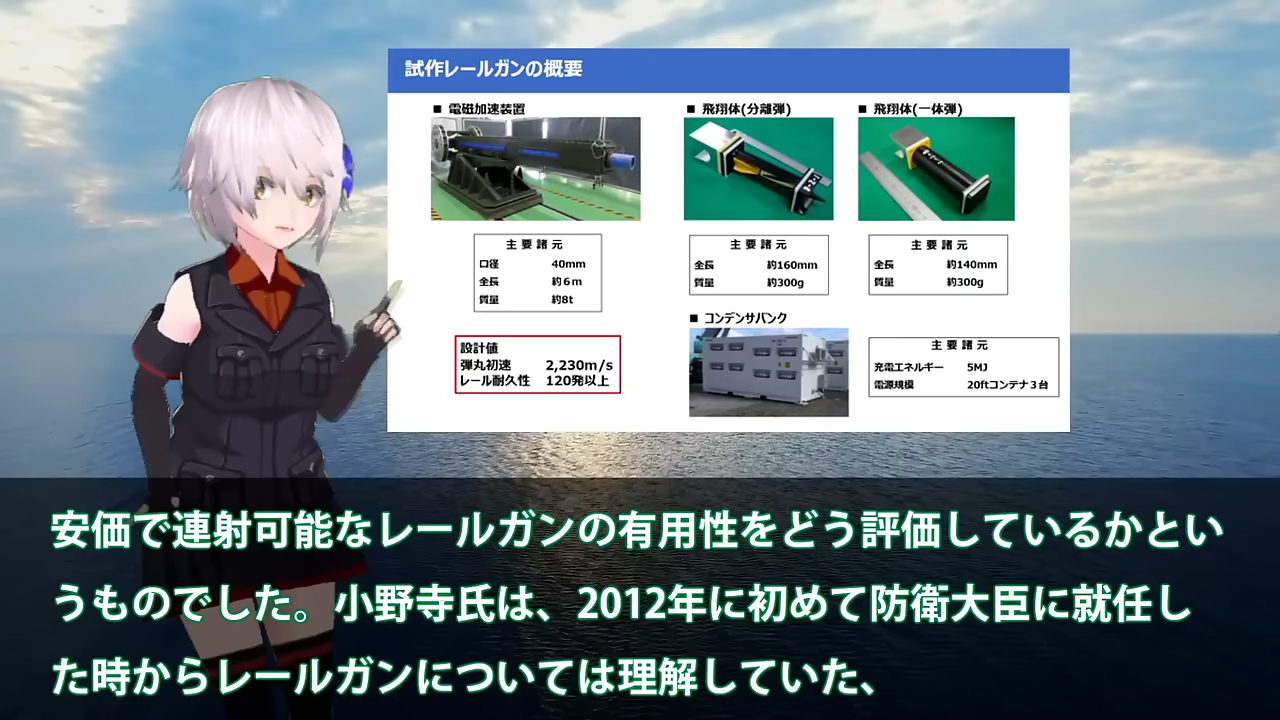 試作レールガンの概要
■ 電磁加速装置
主要諸元
口径 40mm
全長 約6m
質量 約8t
設計値
弾丸初速 2,230m/s
レール耐久性 120発以上
■ 飛翔体(分離弾)
主要諸元
全長 約160mm
質量 約300g
■ 飛翔体(一体弾)
主要諸元
全長 約140mm
質量 約300g
■ コンデンサバンク
主要諸元
充電エネルギー 5MJ
電源規模 20ftコンテナ3台
安価で連射可能なレールガンの有用性をどう評価しているかとい
うものでした。小野寺氏は、2012年に初めて防衛大臣に就任し
た時からレールガンについては理解していた、